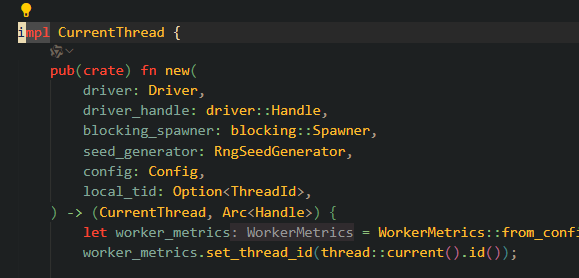 impl CurrentThread {
pub(crate) fn new(
driver: Driver,
driver_handle: driver::Handle,
blocking_spawner: blocking::Spawner,
seed_generator: RngSeedGenerator,
config: Config,
local_tid: Option<ThreadId>,
) -> (CurrentThread, Arc<Handle>) {
let worker_metrics: WorkerMetrics = WorkerMetrics::from_confi
worker_metrics.set_thread_id(thread::current().id());